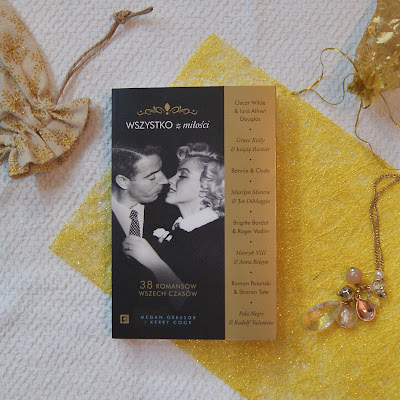 WSZYSTKO z miłości
38 ROMANSÓW
WSZECH CZASÓW
MEGAN GRESSOR
I KERRY COOK
Oscar Wilde
& lord Alfred
Douglas
Grace Kelly
& książę Rainier
Bonnie & Clyde
Marilyn Monroe
& Joe DiMaggio
Brigitte Bardot
& Roger Vadim
Henryk VIII
& Anna Boleyn
Roman Polański
& Sharon Tate
Pola Negri
& Rudolf Valentino